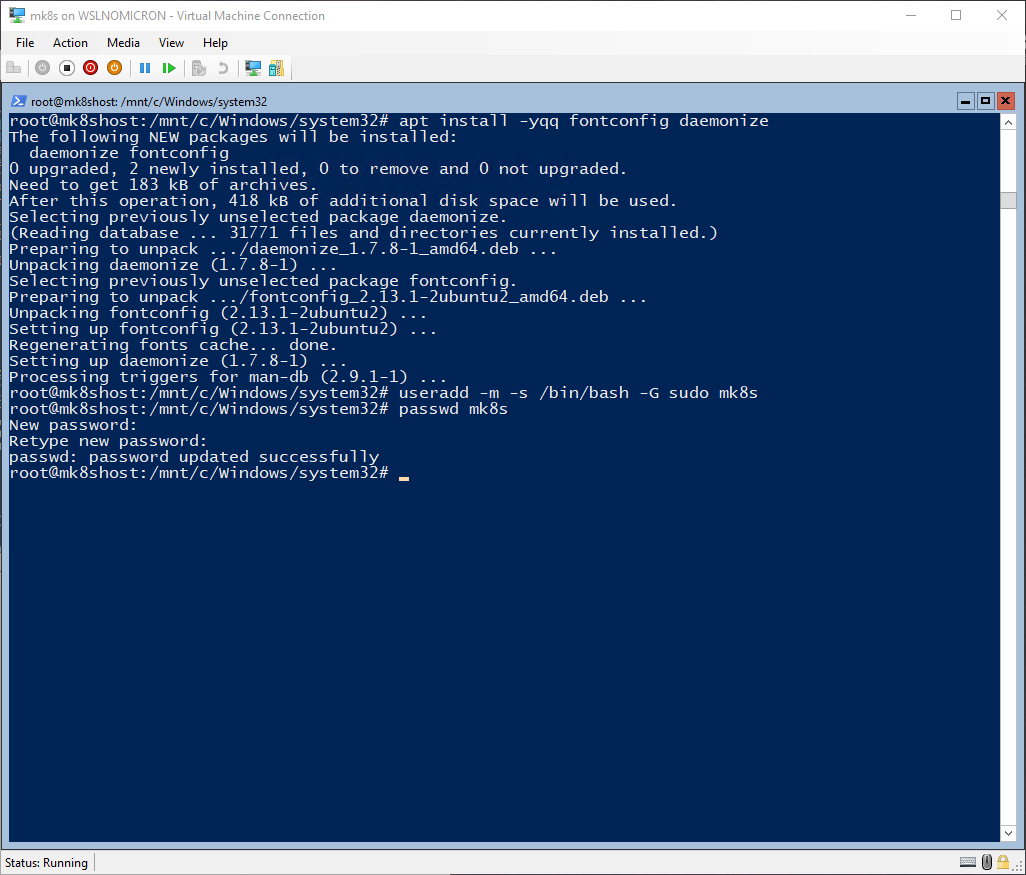 mk8s on WSLNOMICRON - Virtual Machine Connection
File Action Media View Help
root@mk8shost: /mnt/c/Windows/system32
root@mk8shost:/mnt/c/Windows/system32# apt install -yqq fontconfig daemonize
The following NEW packages will be installed:
  daemonize fontconfig
0 upgraded, 2 newly installed, 0 to remove and 0 not upgraded.
Need to get 183 kB of archives.
After this operation, 418 kB of additional disk space will be used.
Selecting previously unselected package daemonize.
(Reading database ... 31771 files and directories currently installed.)
Preparing to unpack .../daemonize_1.7.8-1_amd64.deb ...
Unpacking daemonize (1.7.8-1) ...
Selecting previously unselected package fontconfig.
Preparing to unpack .../fontconfig_2.13.1-2ubuntu2_amd64.deb ...
Unpacking fontconfig (2.13.1-2ubuntu2) ...
Setting up fontconfig (2.13.1-2ubuntu2) ...
Regenerating fonts cache... done.
Setting up daemonize (1.7.8-1) ...
Processing triggers for man-db (2.9.1-1) ...
root@mk8shost:/mnt/c/Windows/system32# useradd -m -s /bin/bash -G sudo mk8s
root@mk8shost:/mnt/c/Windows/system32# passwd mk8s
New password:
Retype new password:
passwd: password updated successfully
root@mk8shost:/mnt/c/Windows/system32#
Status: Running